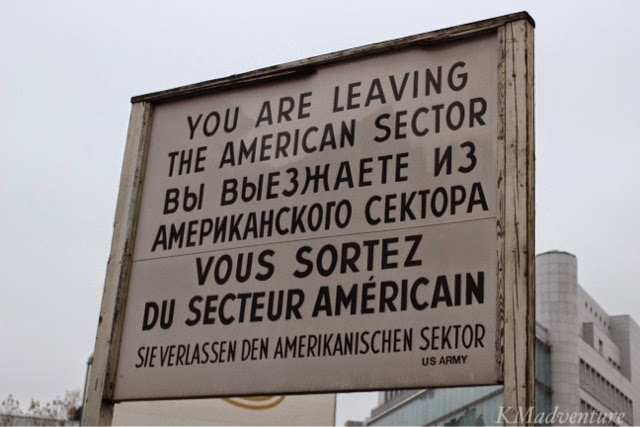 YOU ARE LEAVING
THE AMERICAN SECTOR
ВЫ ВЫЕЗЖАЕТЕ ИЗ
АМЕРИКАНСКОГО СЕКТОРА
VOUS SORTEZ
DU SECTEUR AMÉRICAIN
SIE VERLASSEN DEN AMERIKANISCHEN SEKTOR
US ARMY
KMadventure